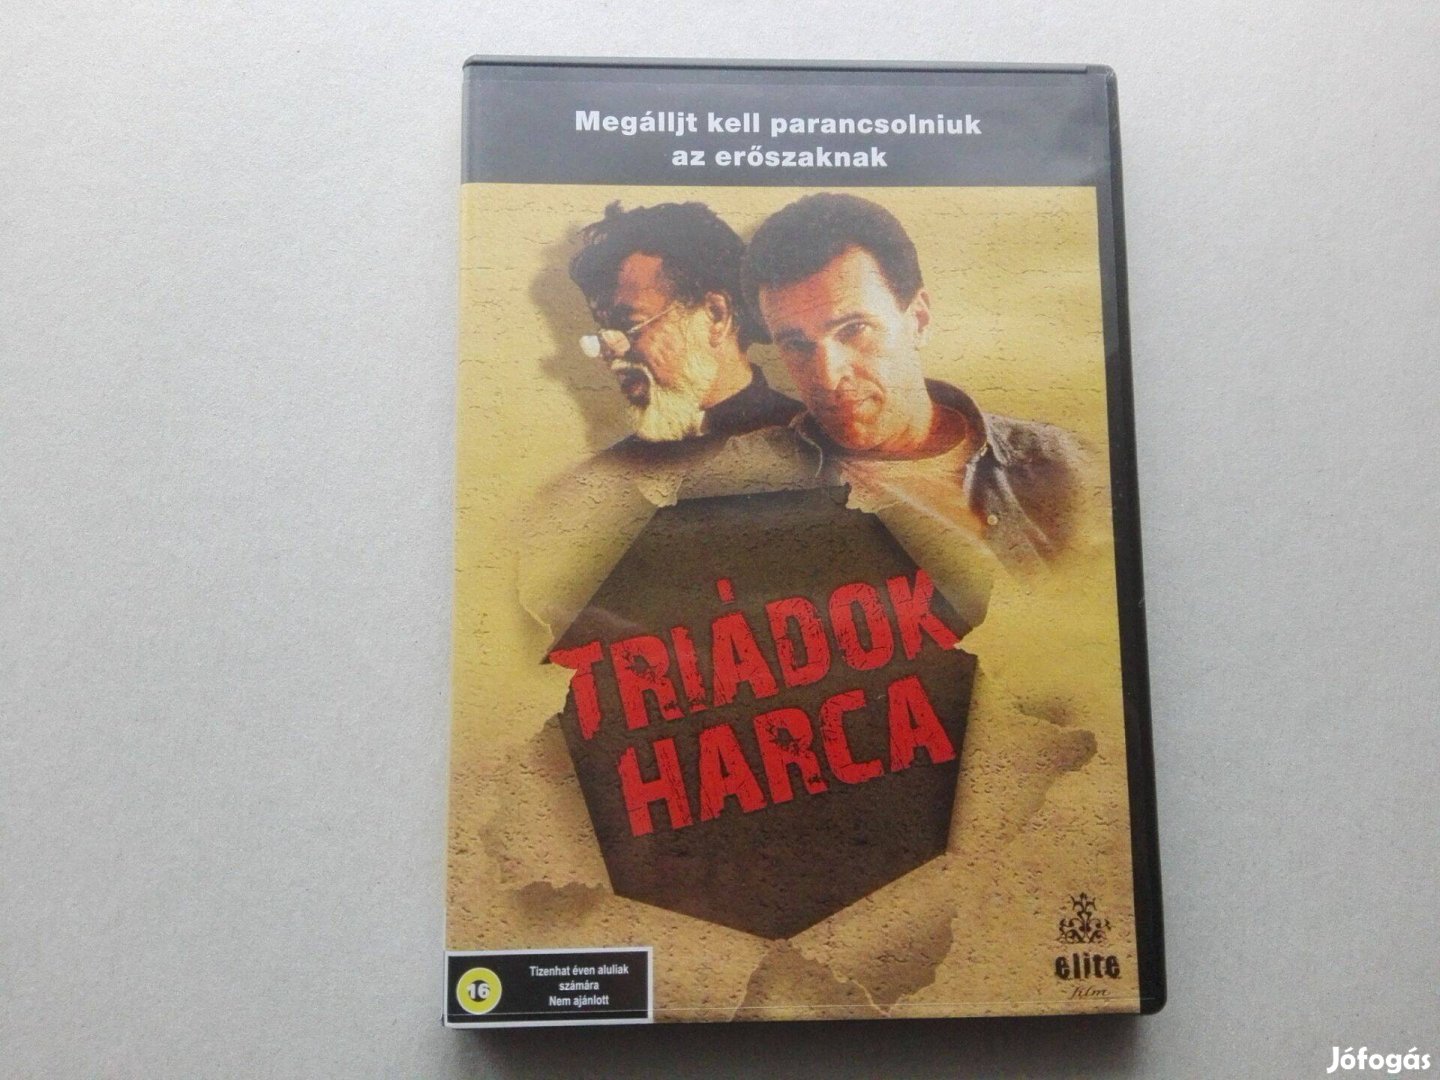 Megálljt kell parancsolniuk
az erőszaknak
TRIÁDOK
HARCA
16
Tizenhat éven aluliak
számára
Nem ajánlott
elite
film
Jófogás